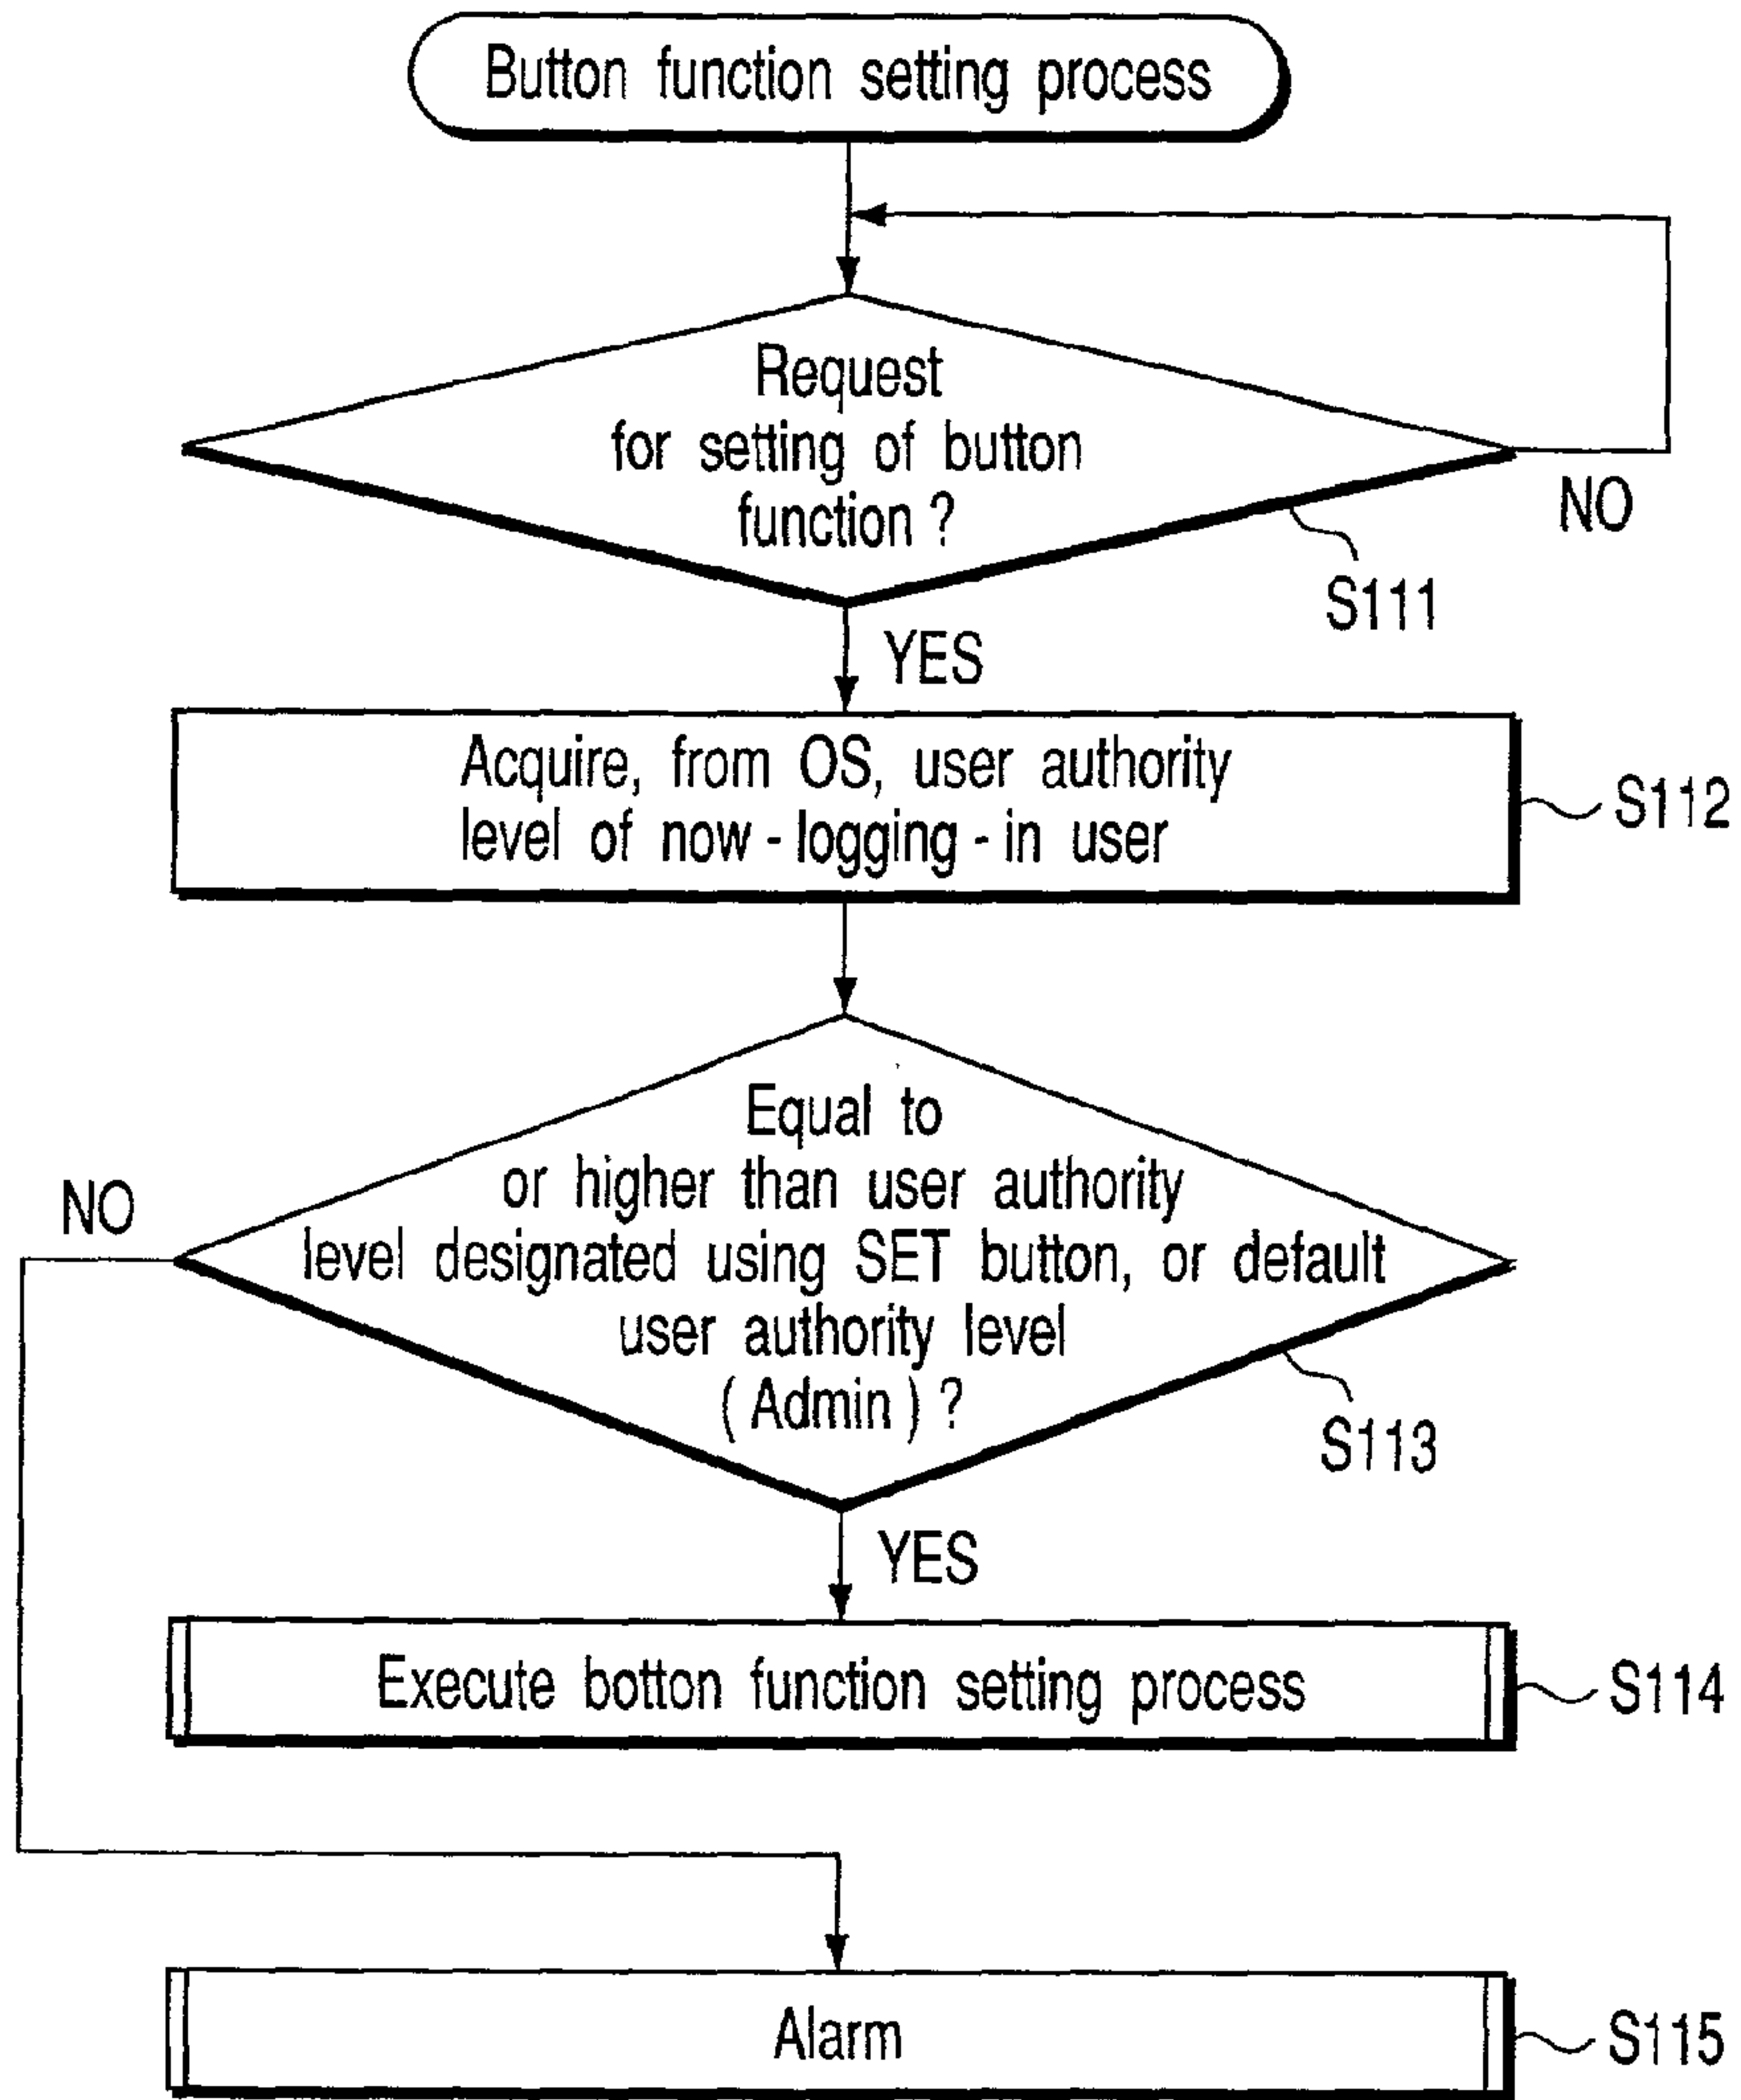 Button function setting process
Request
for setting of button
function ?
NO
S111
YES
Acquire, from OS, user authority
level of now - logging - in user
S112
Equal to
or higher than user authority
level designated using SET button, or default
user authority level
( Admin ) ?
NO
S113
YES
Execute botton function setting process
S114
Alarm
S115